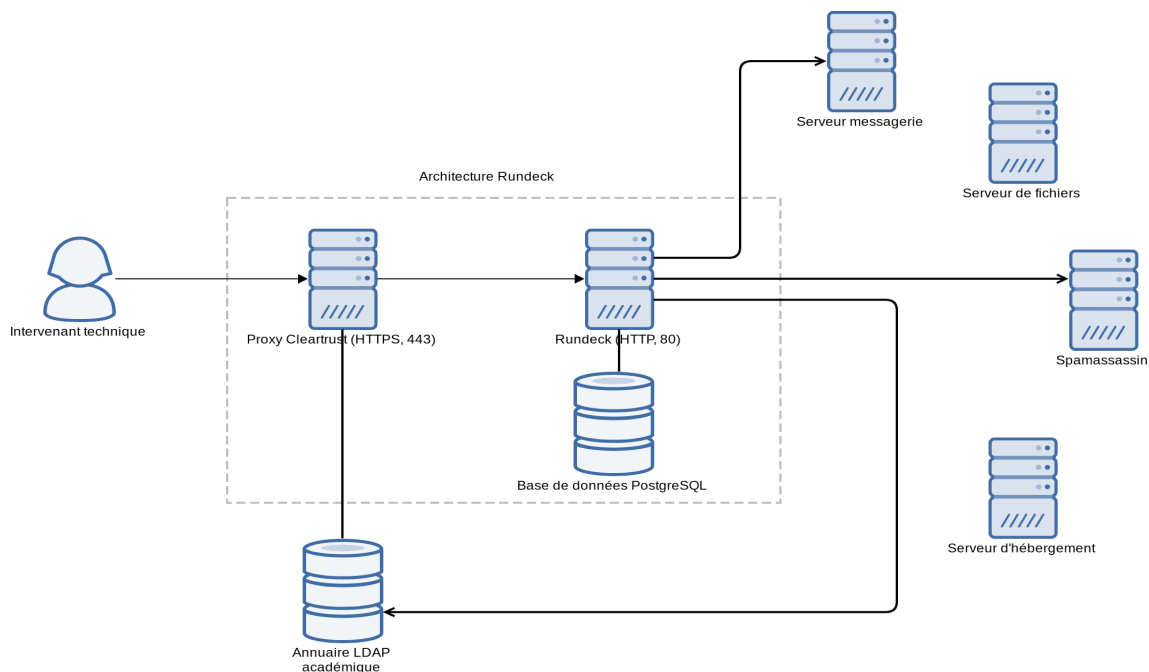 Serveur messagerie
Serveur de fichiers
Architecture Rundeck
Intervenant technique
Proxy Cleartrust (HTTPS, 443)
Rundeck (HTTP, 80)
Spamassassin
Base de données PostgreSQL
Serveur d'hébergement
Annuaire LDAP
académique